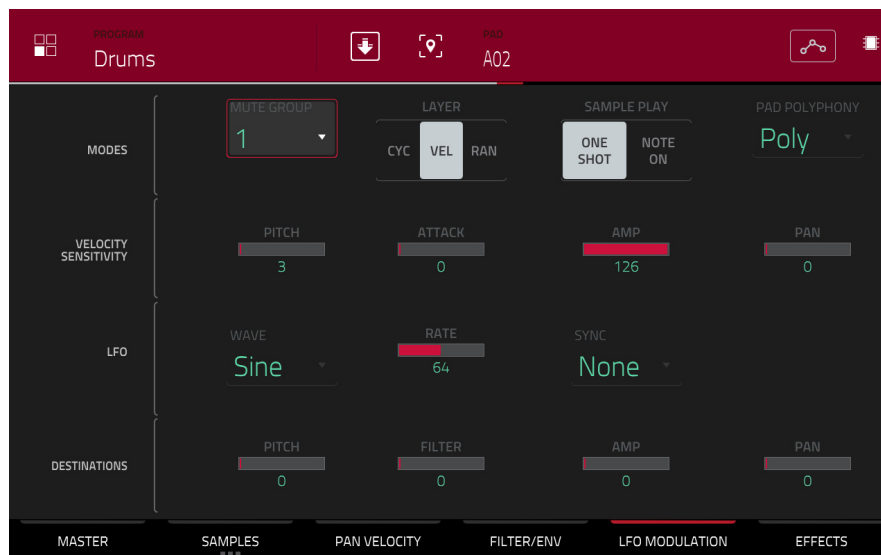 PROGRAM
Drums
PAD
A02
MODES
MUTE GROUP
1
LAYER
CYC VEL RAN
SAMPLE PLAY
ONE SHOT
NOTE ON
PAD POLYPHONY
Poly
VELOCITY
SENSITIVITY
PITCH
3
ATTACK
0
AMP
126
PAN
0
LFO
WAVE
Sine
RATE
64
SYNC
None
DESTINATIONS
PITCH
0
FILTER
0
AMP
0
PAN
0
MASTER SAMPLES PAN VELOCITY FILTER/ENV LFO MODULATION EFFECTS